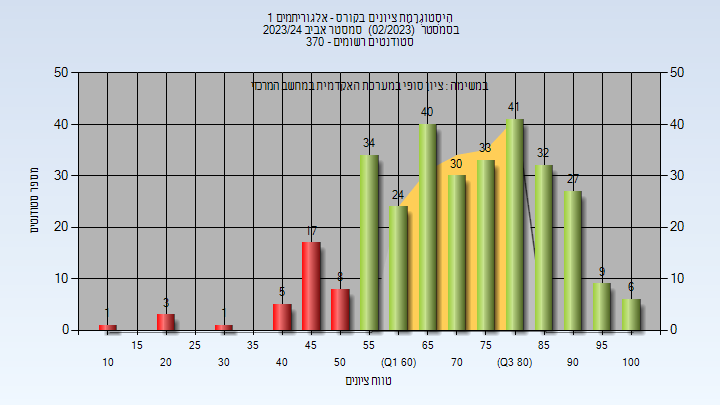 היסטוגרמת ציונים בקורס - אלגוריתמים 1
בסמסטר (02/2023) סמסטר אביב 2023/24
סטודנטים רשומים - 370
במשימה : ציון סופי במערכת האקדמית במחשב המרכזי
מספר סטודנטים
50 40 30 20 10 0
50 40 30 20 10 0
1 3 1 5 17 8 34 24 40 30 33 41 32 27 9 6
15 25 35 45 55 65 75 85 95
10 20 30 40 50 (Q1 60) 70 (Q3 80) 90 100
טווח ציונים